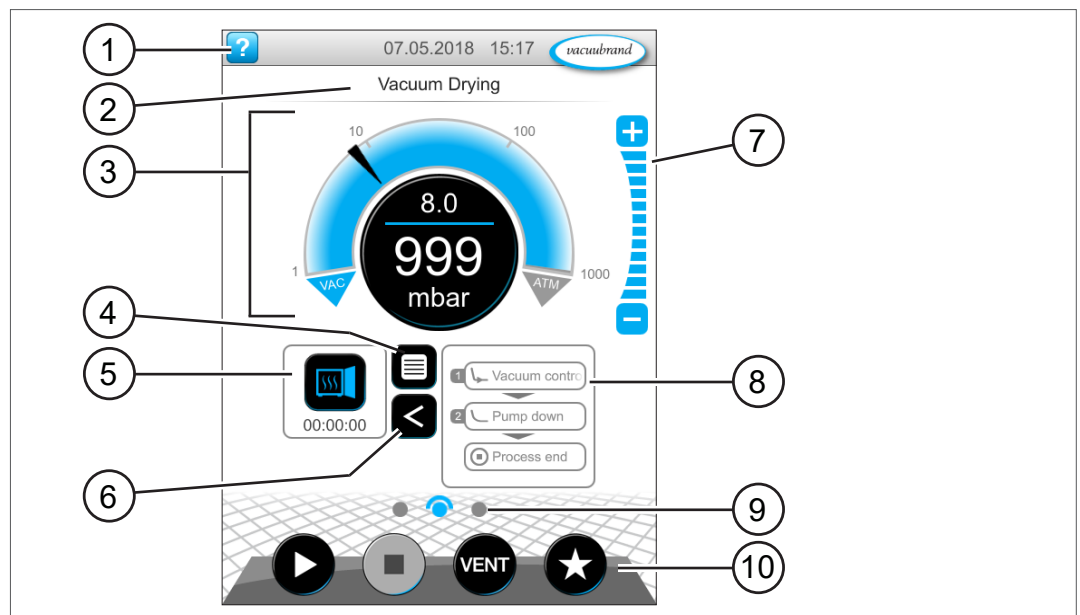 1
? 07.05.2018 15:17 vacuubrand
2
Vacuum Drying
3
10 100
7
8.0
999
mbar
1 1000
VAC ATM
4
5
00:00:00
<
6
1 Vacuum contro
2 Pump down
Process end
8
9
VENT
10